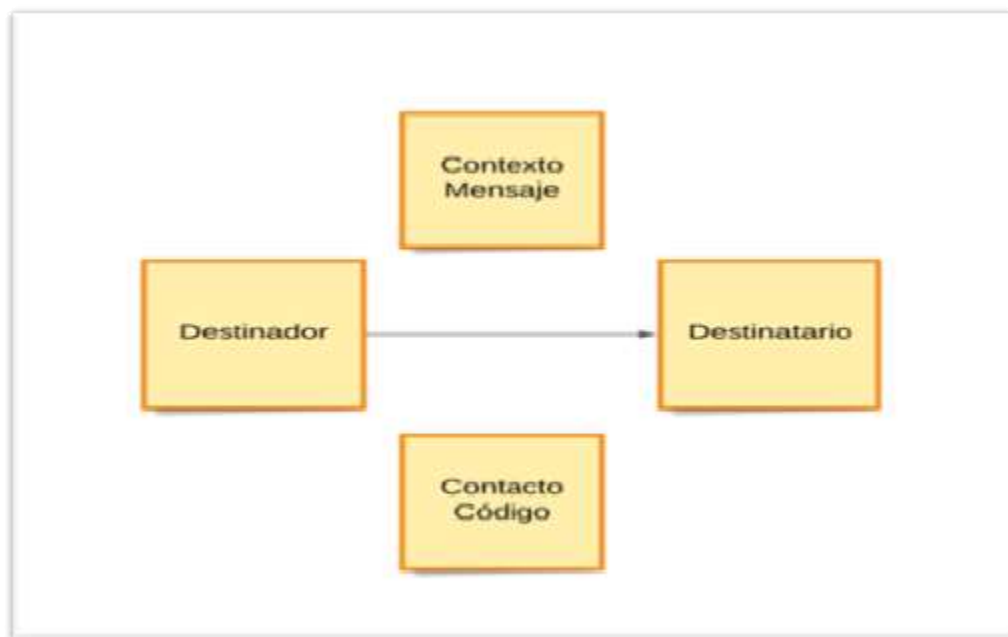 Contexto
Mensaje
Destinador
Destinatario
Contacto
Código